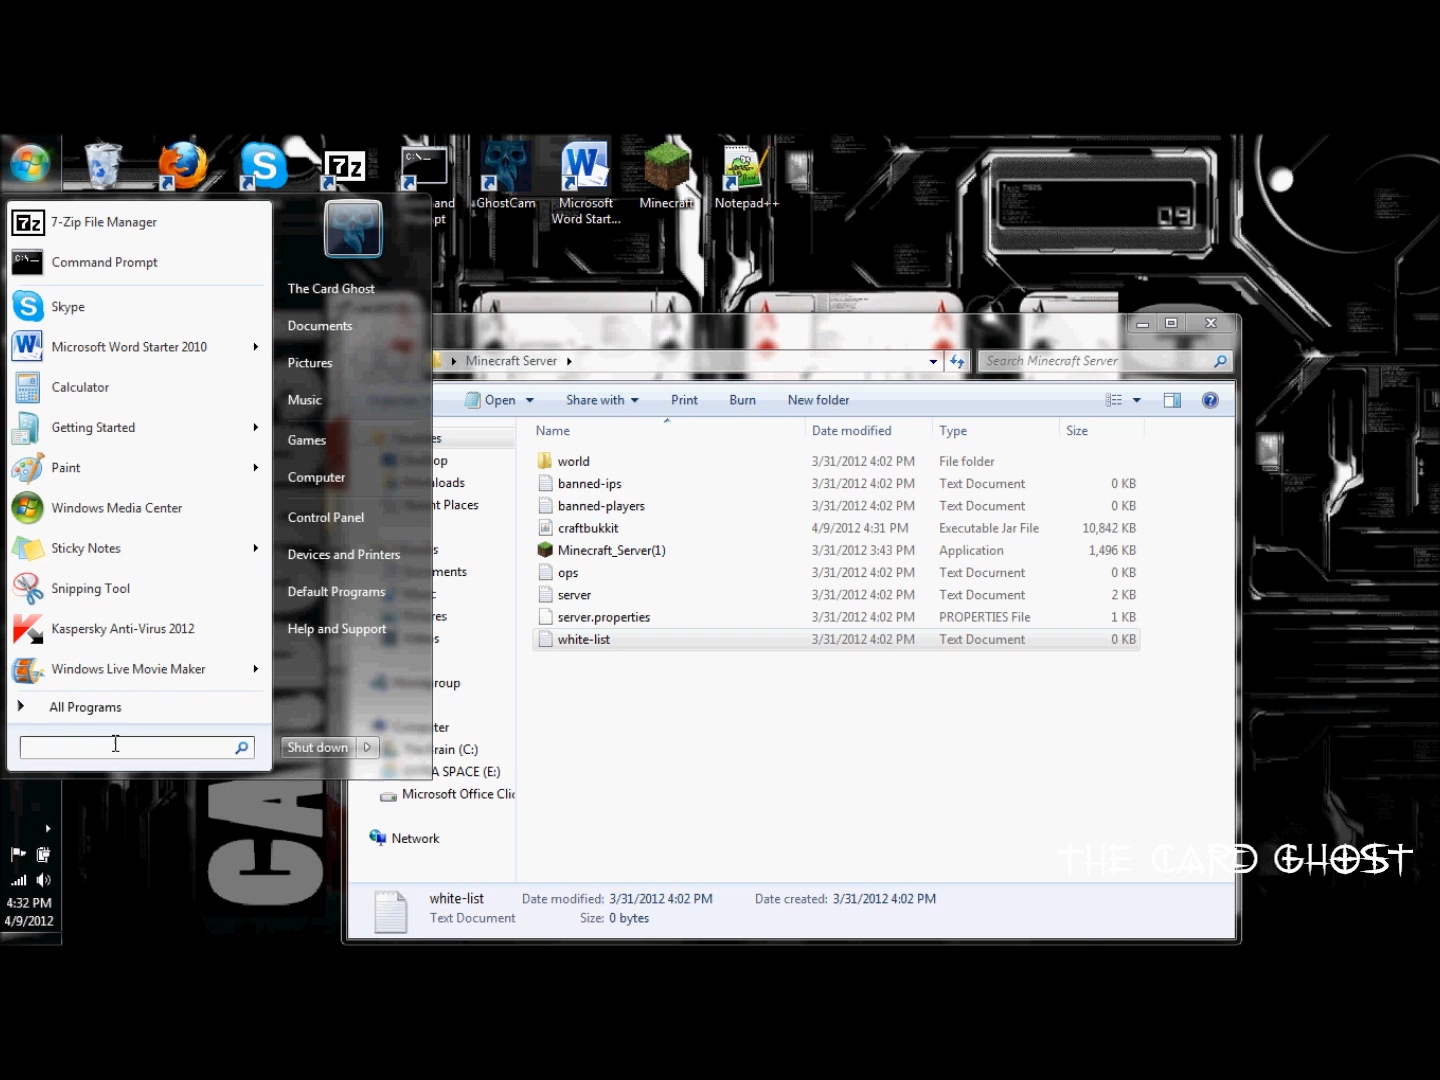 and
pt
GhostCam
Microsoft
Word Start...
Minecraft
Notepad++
09
7-Zip File Manager
Command Prompt
Skype
Microsoft Word Starter 2010
Calculator
Getting Started
Paint
Windows Media Center
Sticky Notes
Snipping Tool
Kaspersky Anti-Virus 2012
Windows Live Movie Maker
All Programs
The Card Ghost
Documents
Pictures
Music
Games
Computer
Control Panel
Devices and Printers
Default Programs
Help and Support
Shut down
Minecraft Server
Search Minecraft Server
Open
Share with
Print
Burn
New folder
Name Date modified Type Size
world 3/31/2012 4:02 PM File folder
banned-ips 3/31/2012 4:02 PM Text Document 0 KB
banned-players 3/31/2012 4:02 PM Text Document 0 KB
craftbukkit 4/9/2012 4:31 PM Executable Jar File 10,842 KB
Minecraft_Server(1) 3/31/2012 3:43 PM Application 1,496 KB
ops 3/31/2012 4:02 PM Text Document 0 KB
server 3/31/2012 4:02 PM Text Document 2 KB
server.properties 3/31/2012 4:02 PM PROPERTIES File 1 KB
white-list 3/31/2012 4:02 PM Text Document 0 KB
A SPACE (E:)
Microsoft Office Clic
Network
THE CARD GHOST
white-list Date modified: 3/31/2012 4:02 PM Date created: 3/31/2012 4:02 PM
Text Document Size: 0 bytes
4:32 PM
4/9/2012